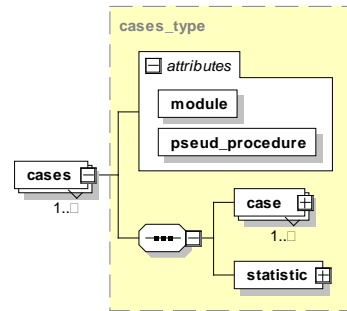 cases_type
attributes
module
pseud_procedure
cases
1..□
case
1..□
statistic